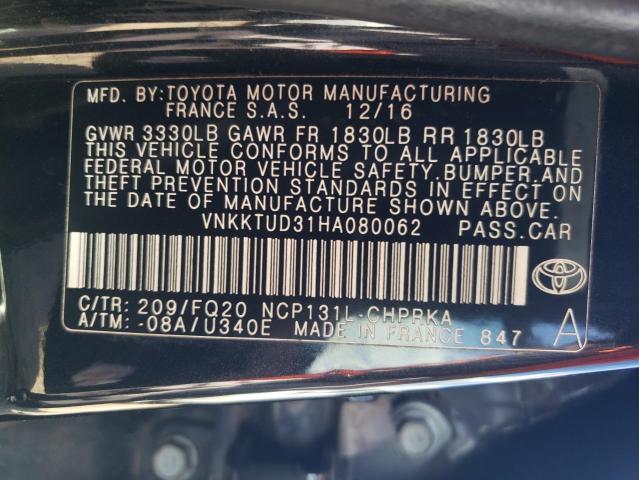 MFD. BY:TOYOTA MOTOR MANUFACTURING
FRANCE S.A.S. 12/16
GVWR 3330LB GAWR FR 1830LB RR 1830LB
THIS VEHICLE CONFORMS TO ALL APPLICABLE
FEDERAL MOTOR VEHICLE SAFETY,BUMPER,AND
THEFT PREVENTION STANDARDS IN EFFECT ON
THE DATE OF MANUFACTURE SHOWN ABOVE.
VNKKTUD31HA080062 PASS.CAR
C/TR: 209/FQ20 NCP131L-CHPRKA
A/TM: -08A/U340E MADE IN FRANCE 847
A